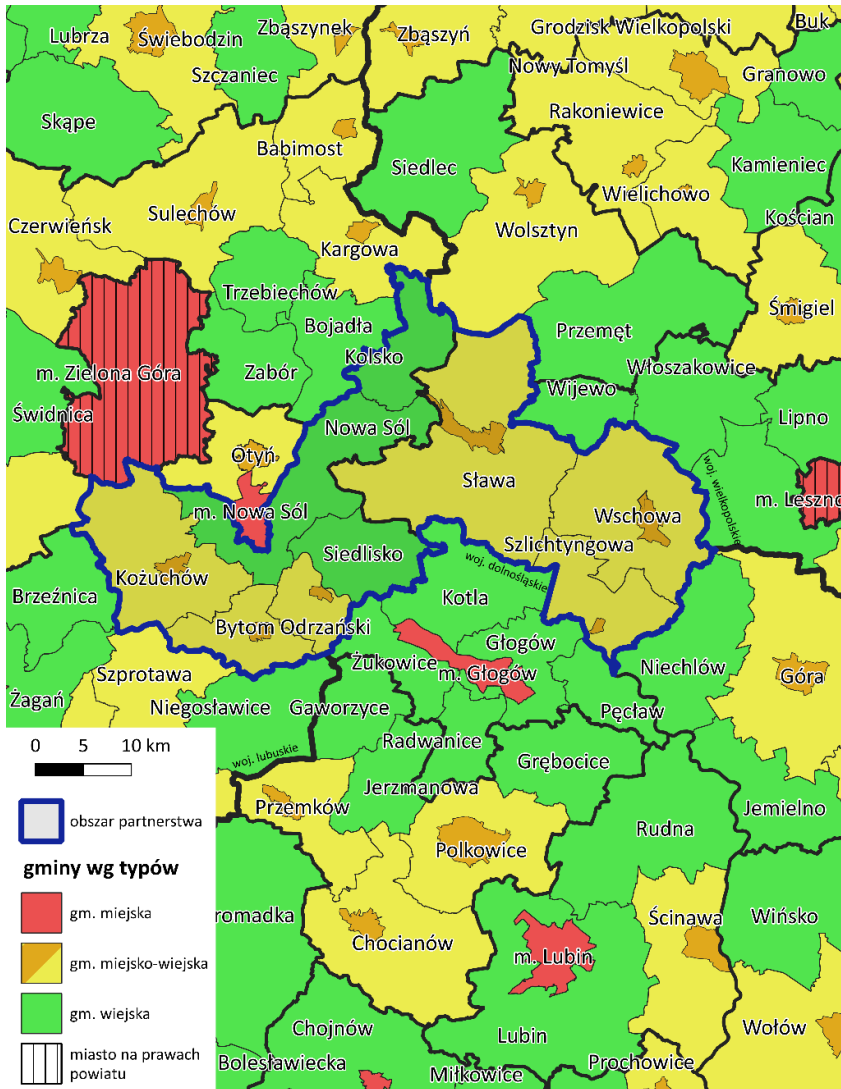 Lubrza
Świebodzin
Zbąszynek
Zbąszyń
Grodzisk Wielkopolski
Buk
Szczaniec
Nowy Tomyśl
Granowo
Skąpe
Rakoniewice
Babimost
Siedlec
Kamieniec
Wielichowo
Sulechów
Czerwieńsk
Kargowa
Wolsztyn
Kościan
Trzebiechów
Śmigiel
Bojadła
Przemęt
Kolsko
Włoszakowice
m. Zielona Góra
Zabór
Wijewo
Świdnica
Lipno
Nowa Sól
Otyń
Sława
m. Leszno
woj. wielkopolskie
m. Nowa Sól
Wschowa
Siedlisko
Szlichtyngowa
woj. dolnośląskie
Kożuchów
Brzeźnica
Kotla
Bytom Odrzański
Głogów
Żukowice
Niechlów
Szprotawa
m. Głogów
Góra
Żagań
Niegosławice
Gaworzyce
Pęcław
Radwanice
woj. lubuskie
Grębocice
0 5 10 km
Jerzmanowa
Przemków
Jemielno
obszar partnerstwa
Rudna
Polkowice
gminy wg typów
gm. miejska
romadka
Ścinawa
Wińsko
Chocianów
m. Lubin
gm. miejsko-wiejska
gm. wiejska
Chojnów
Lubin
Wołów
miasto na prawach
powiatu
Bolesławiecka
Miłkowice
Prochowice